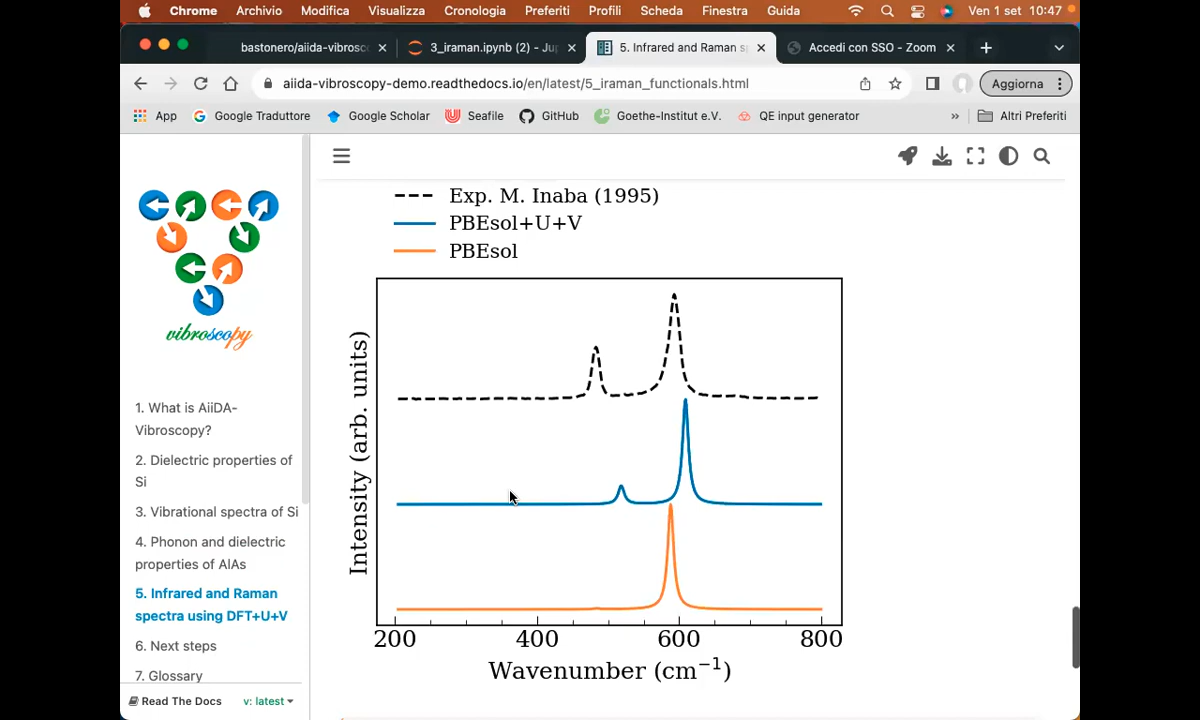 Chrome Archivio Modifica Visualizza Cronologia Preferiti Profili Scheda Finestra Guida Ven 1 set 10:47
bastonero/aiida-vibrosc 3_iraman.ipynb (2) - Ju 5. Infrared and Raman s Accedi con SSO - Zoom
aiida-vibroscopy-demo.readthedocs.io/en/latest/5_iraman_functionals.html Aggiorna
App Google Traduttore Google Scholar Seafile GitHub Goethe-Institut e.V. QE input generator » Altri Preferiti
vibroscopy
1. What is AiiDA-
Vibroscopy?
2. Dielectric properties of
Si
3. Vibrational spectra of Si
4. Phonon and dielectric
properties of AlAs
5. Infrared and Raman
spectra using DFT+U+V
6. Next steps
7. Glossary
Read The Docs v: latest
Exp. M. Inaba (1995)
PBEsol+U+V
PBEsol
Intensity (arb. units)
200 400 600 800
Wavenumber (cm⁻¹)